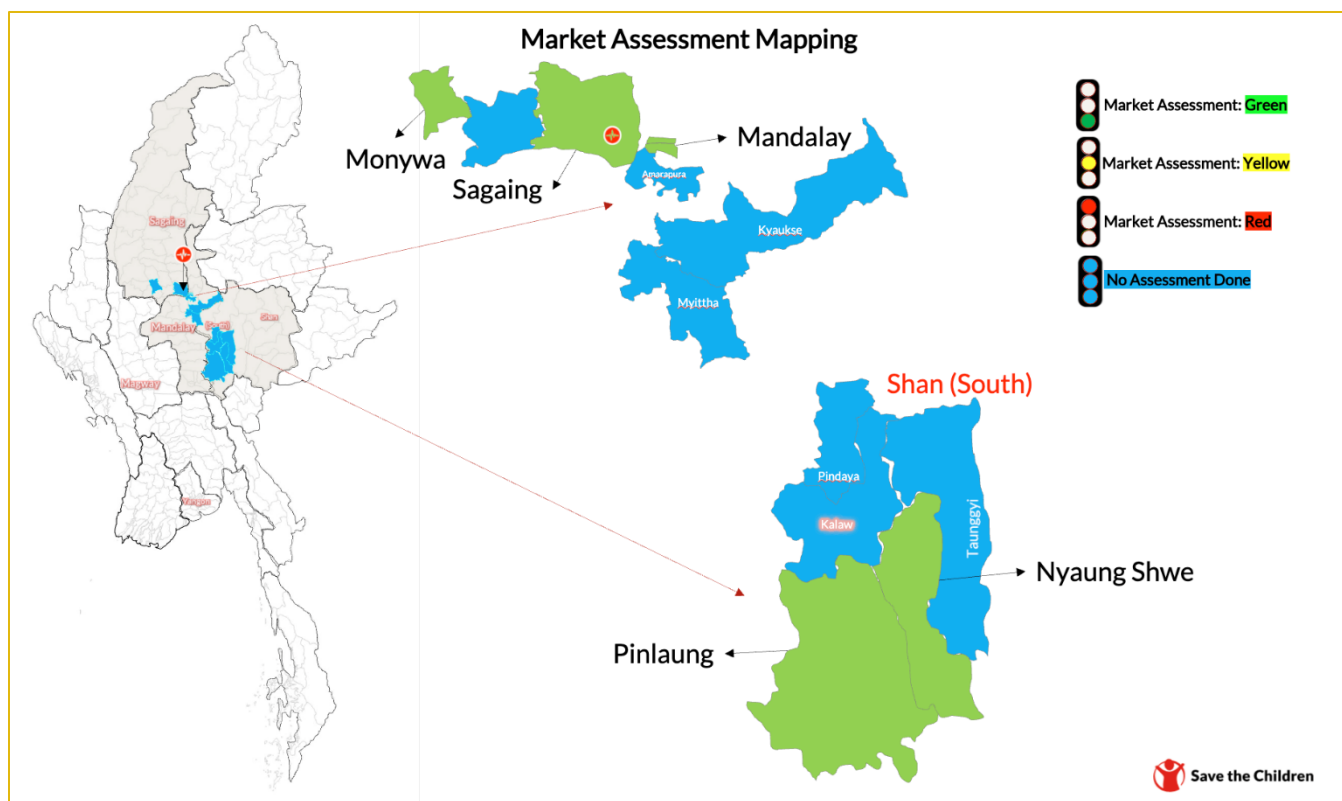 Market Assessment Mapping
Monywa
Sagaing
Mandalay
Amarapura
Kyaukse
Myittha
Market Assessment: Green
Market Assessment: Yellow
Market Assessment: Red
No Assessment Done
Sagaing
Mandalay
Shan
Magway
Yangon
Shan (South)
Pindaya
Kalaw
Taunggyi
Nyaung Shwe
Pinlaung
Save the Children